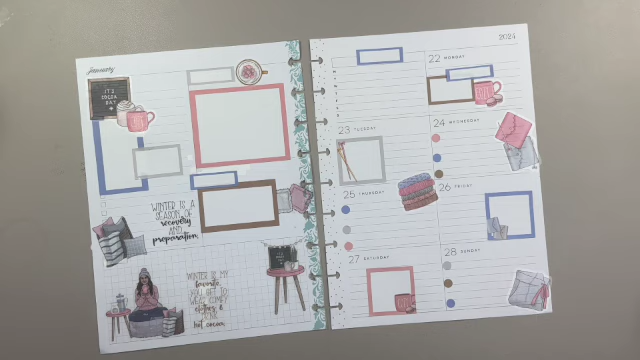 january
IT'S
COCOA
DAY
WINTER IS A
SEASON OF
recovery
AND
preparation
WINTER IS MY
favorite
YOU GET TO
WEAR COMFY
clothes &
hot cocoa
2024
22 MONDAY
23 TUESDAY
24 WEDNESDAY
25 THURSDAY
26 FRIDAY
27 SATURDAY
28 SUNDAY